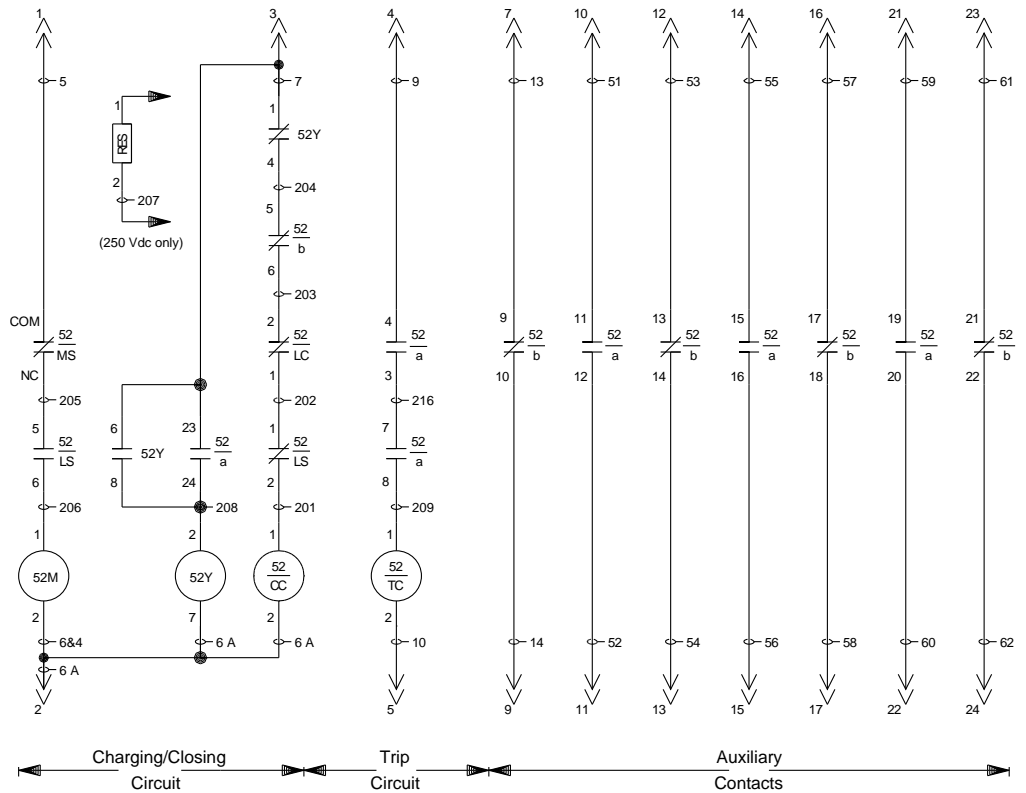 1 3 4 7 10 12 14 16 21 23
5 7 9 13 51 53 55 57 59 61
1 1
RES 52Y
4
2 204
207 5
(250 Vdc only) 52
b
6
203
COM 2 4 9 11 13 15 17 19 21
52 52 52 52 52 52 52 52 52 52
MS LC a b a b a b a b
NC 1 3 10 12 14 16 18 20 22
205 202 216
5 6 23 1 7
52 52Y 52 52 52
LS a LS a
6 8 24 2 8
206 208 201 209
1 2 1 1
52M 52Y 52 52
CC TC
2 7 2 2
6&4 6 A 6 A 10 14 52 54 56 58 60 62
6 A
2 5 9 11 13 15 17 22 24
Charging/Closing Trip Auxiliary
Circuit Circuit Contacts